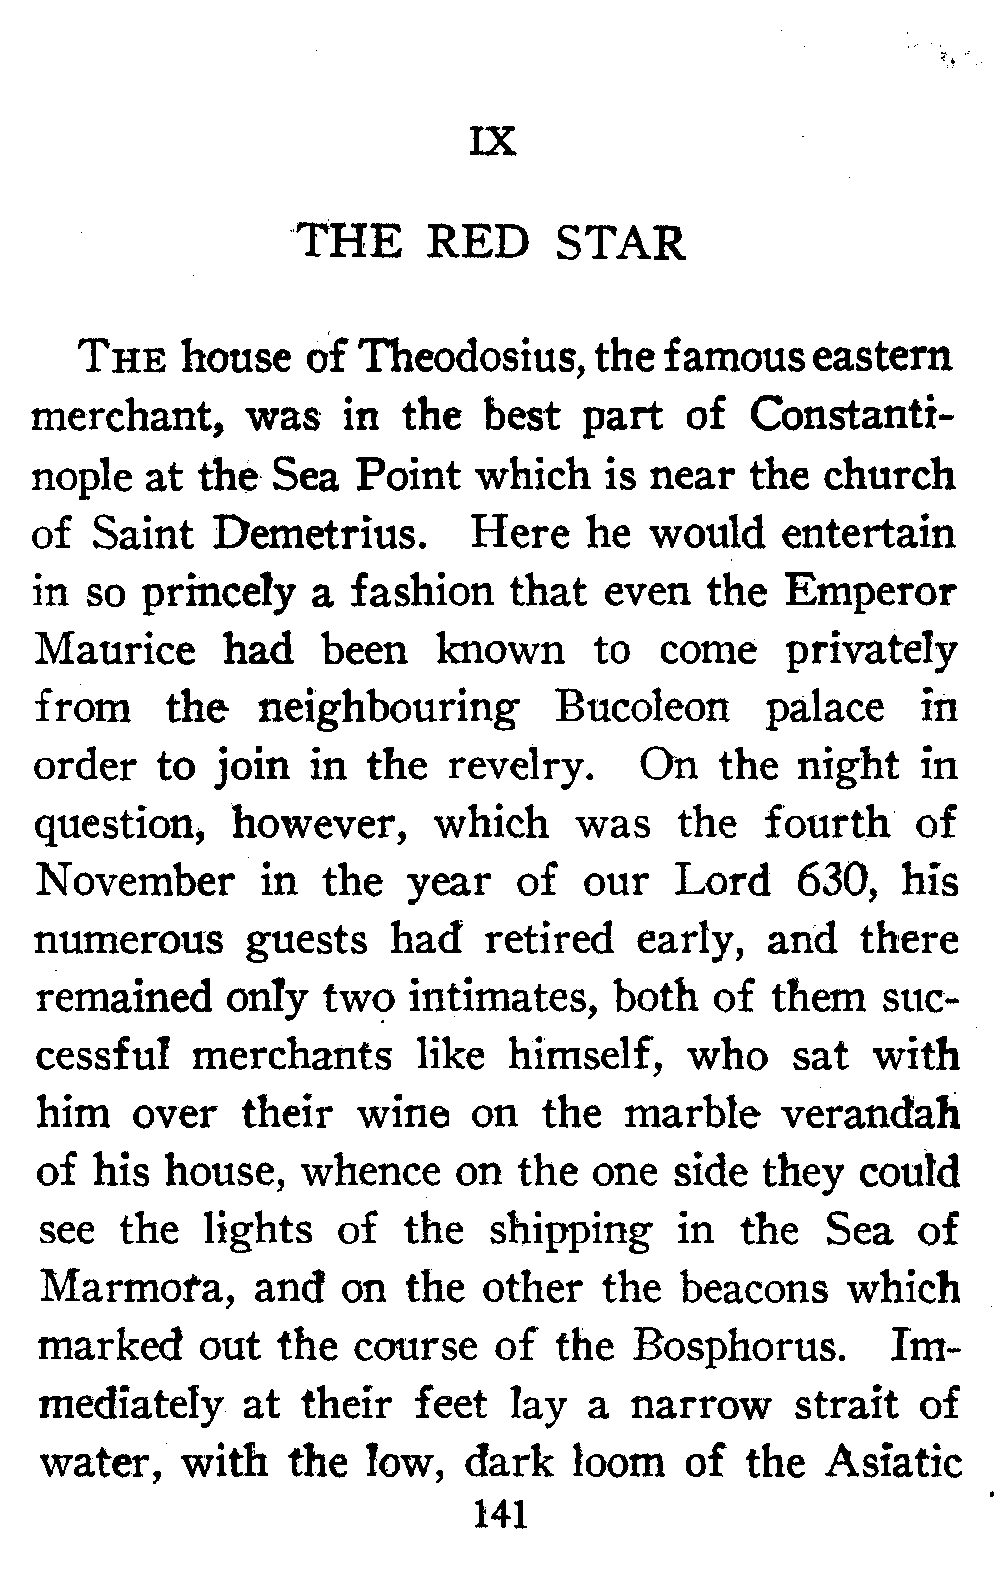 IX
THE RED STAR
THE house of Theodosius, the famous eastern
merchant, was in the best part of Constanti-
nople at the Sea Point which is near the church
of Saint Demetrius. Here he would entertain
in so princely a fashion that even the Emperor
Maurice had been known to come privately
from the neighbouring Bucoleon palace in
order to join in the revelry. On the night in
question, however, which was the fourth of
November in the year of our Lord 630, his
numerous guests had retired early, and there
remained only two intimates, both of them suc-
cessful merchants like himself, who sat with
him over their wine on the marble verandah
of his house, whence on the one side they could
see the lights of the shipping in the Sea of
Marmora, and on the other the beacons which
marked out the course of the Bosphorus. Im-
mediately at their feet lay a narrow strait of
water, with the low, dark loom of the Asiatic
141